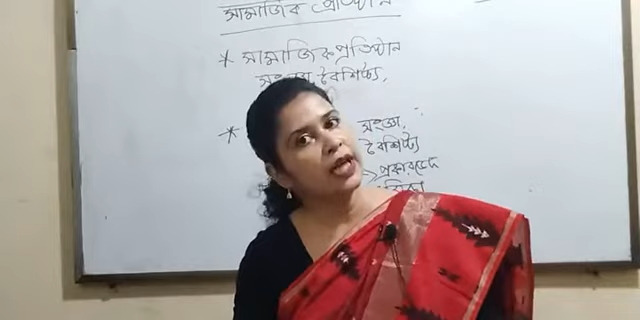 সামাজিক প্রতিষ্ঠান
* সামাজিক প্রতিষ্ঠান
সংজ্ঞা, বৈশিষ্ট্য,
* সংজ্ঞা,
বৈশিষ্ট্য
প্রকারভেদ